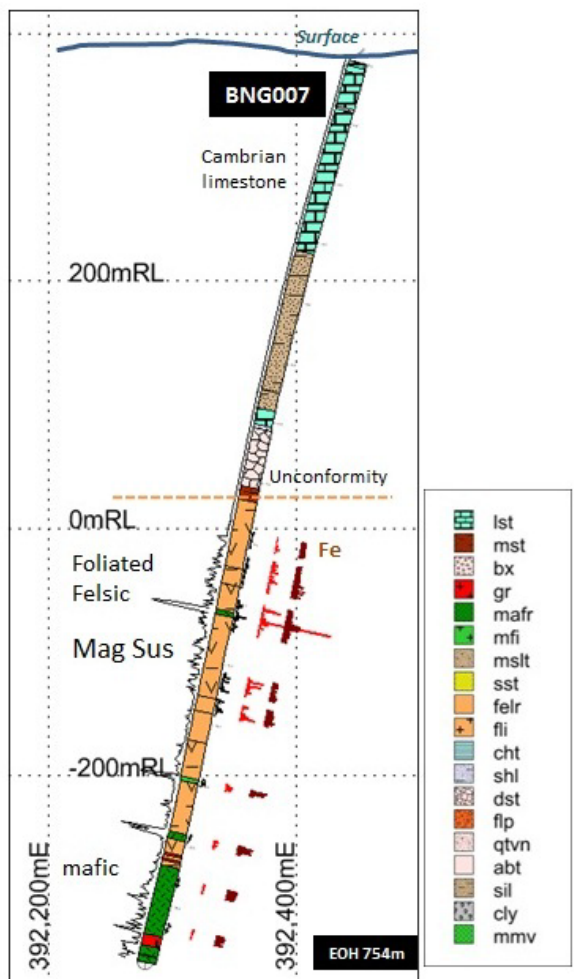 Surface
BNG007
Cambrian
limestone
200mRL
Unconformity
0mRL
Fe
Foliated
Felsic
Mag Sus
-200mRL
mafic
392,200mE
392,400mE
EOH 754m
lst
mst
bx
gr
mafr
mfi
mslt
sst
felr
fli
cht
shl
dst
flp
qtvn
abt
sil
cly
mmv